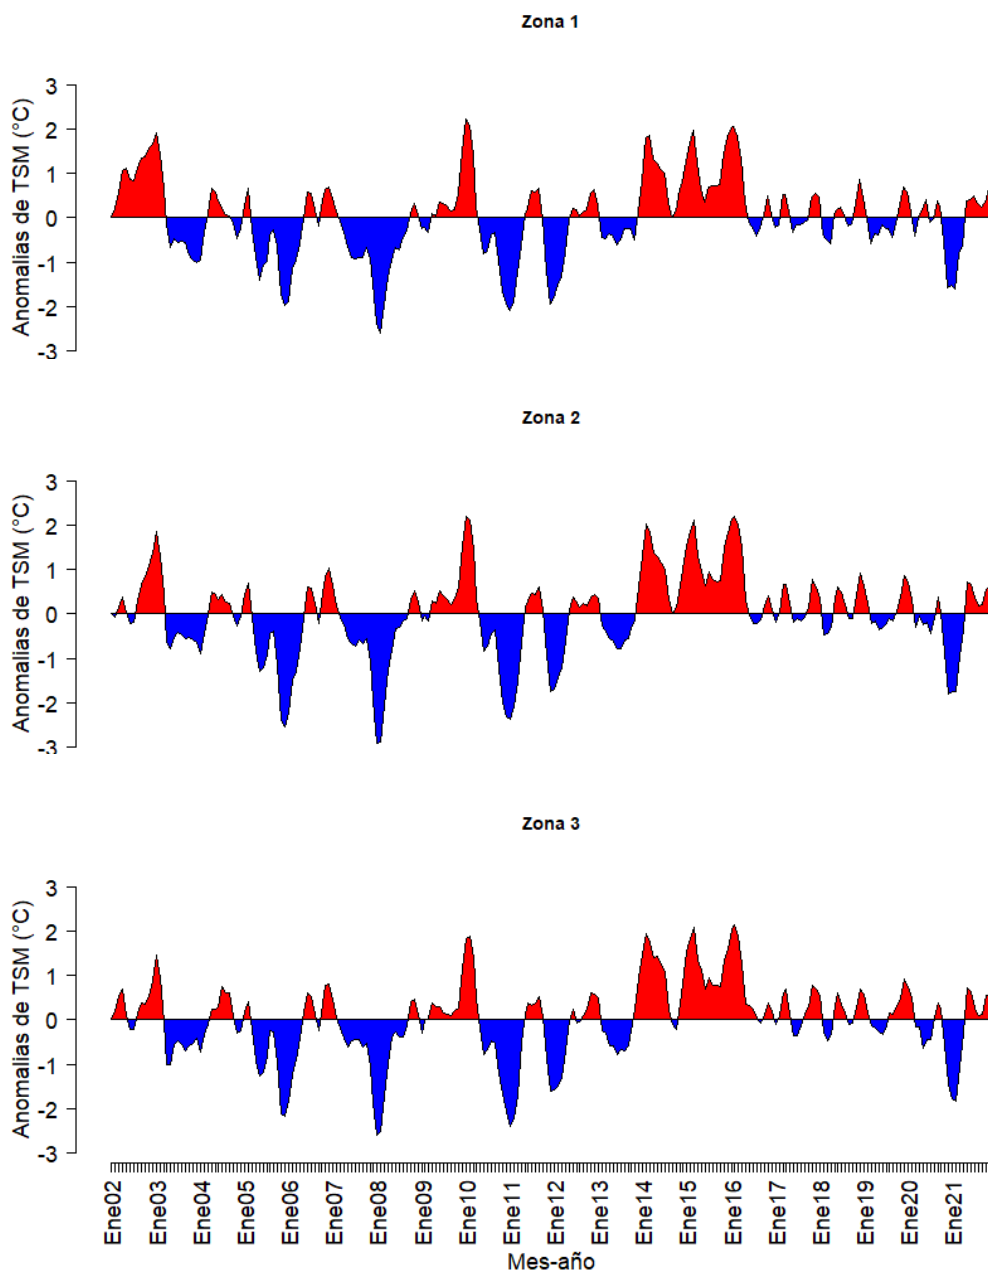 Zona 1
Anomalias de TSM (°C)
3
2
1
0
-1
-2
-3
Zona 2
Anomalias de TSM (°C)
3
2
1
0
-1
-2
-3
Zona 3
Anomalias de TSM (°C)
3
2
1
0
-1
-2
-3
Ene02
Ene03
Ene04
Ene05
Ene06
Ene07
Ene08
Ene09
Ene10
Ene11
Ene12
Ene13
Ene14
Ene15
Ene16
Ene17
Ene18
Ene19
Ene20
Ene21
Mes-año